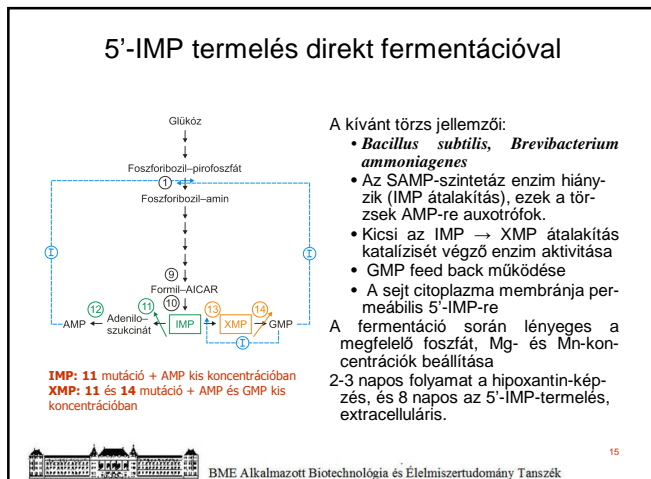 5’-IMP termelés direkt fermentációval
Glükóz
Foszforibozil–pirofoszfát
1
Foszforibozil–amin
I
I
9
Formil–AICAR
10
12
11
13
14
AMP
Adenilo–
szukcinát
IMP
XMP
GMP
I
IMP: 11 mutáció + AMP kis koncentrációban
XMP: 11 és 14 mutáció + AMP és GMP kis
koncentrációban
A kívánt törzs jellemzői:
• Bacillus subtilis, Brevibacterium
ammoniagenes
• Az SAMP-szintetáz enzim hiány-
zik (IMP átalakítás), ezek a tör-
zsek AMP-re auxotrófok.
• Kicsi az IMP → XMP átalakítás
katalízisét végző enzim aktivitása
• GMP feed back működése
• A sejt citoplazma membránja per-
meábilis 5’-IMP-re
A fermentáció során lényeges a
megfelelő foszfát, Mg- és Mn-kon-
centrációk beállítása
2-3 napos folyamat a hipoxantin-kép-
zés, és 8 napos az 5’-IMP-termelés,
extracelluláris.
15
BME Alkalmazott Biotechnológia és Élelmiszertudomány Tanszék